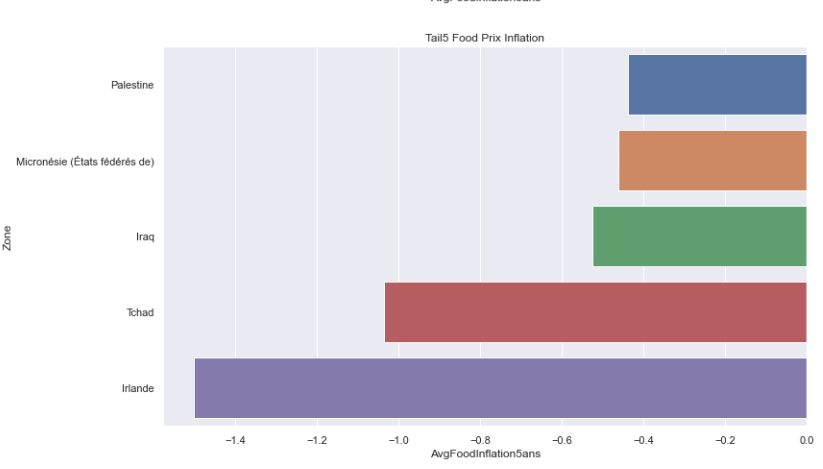 AvgFoodInflation5ans
Tail5 Food Prix Inflation
Palestine
Micronésie (États fédérés de)
Iraq
Tchad
Irlande
Zone
−1.4 −1.2 −1.0 −0.8 −0.6 −0.4 −0.2 0.0
AvgFoodInflation5ans